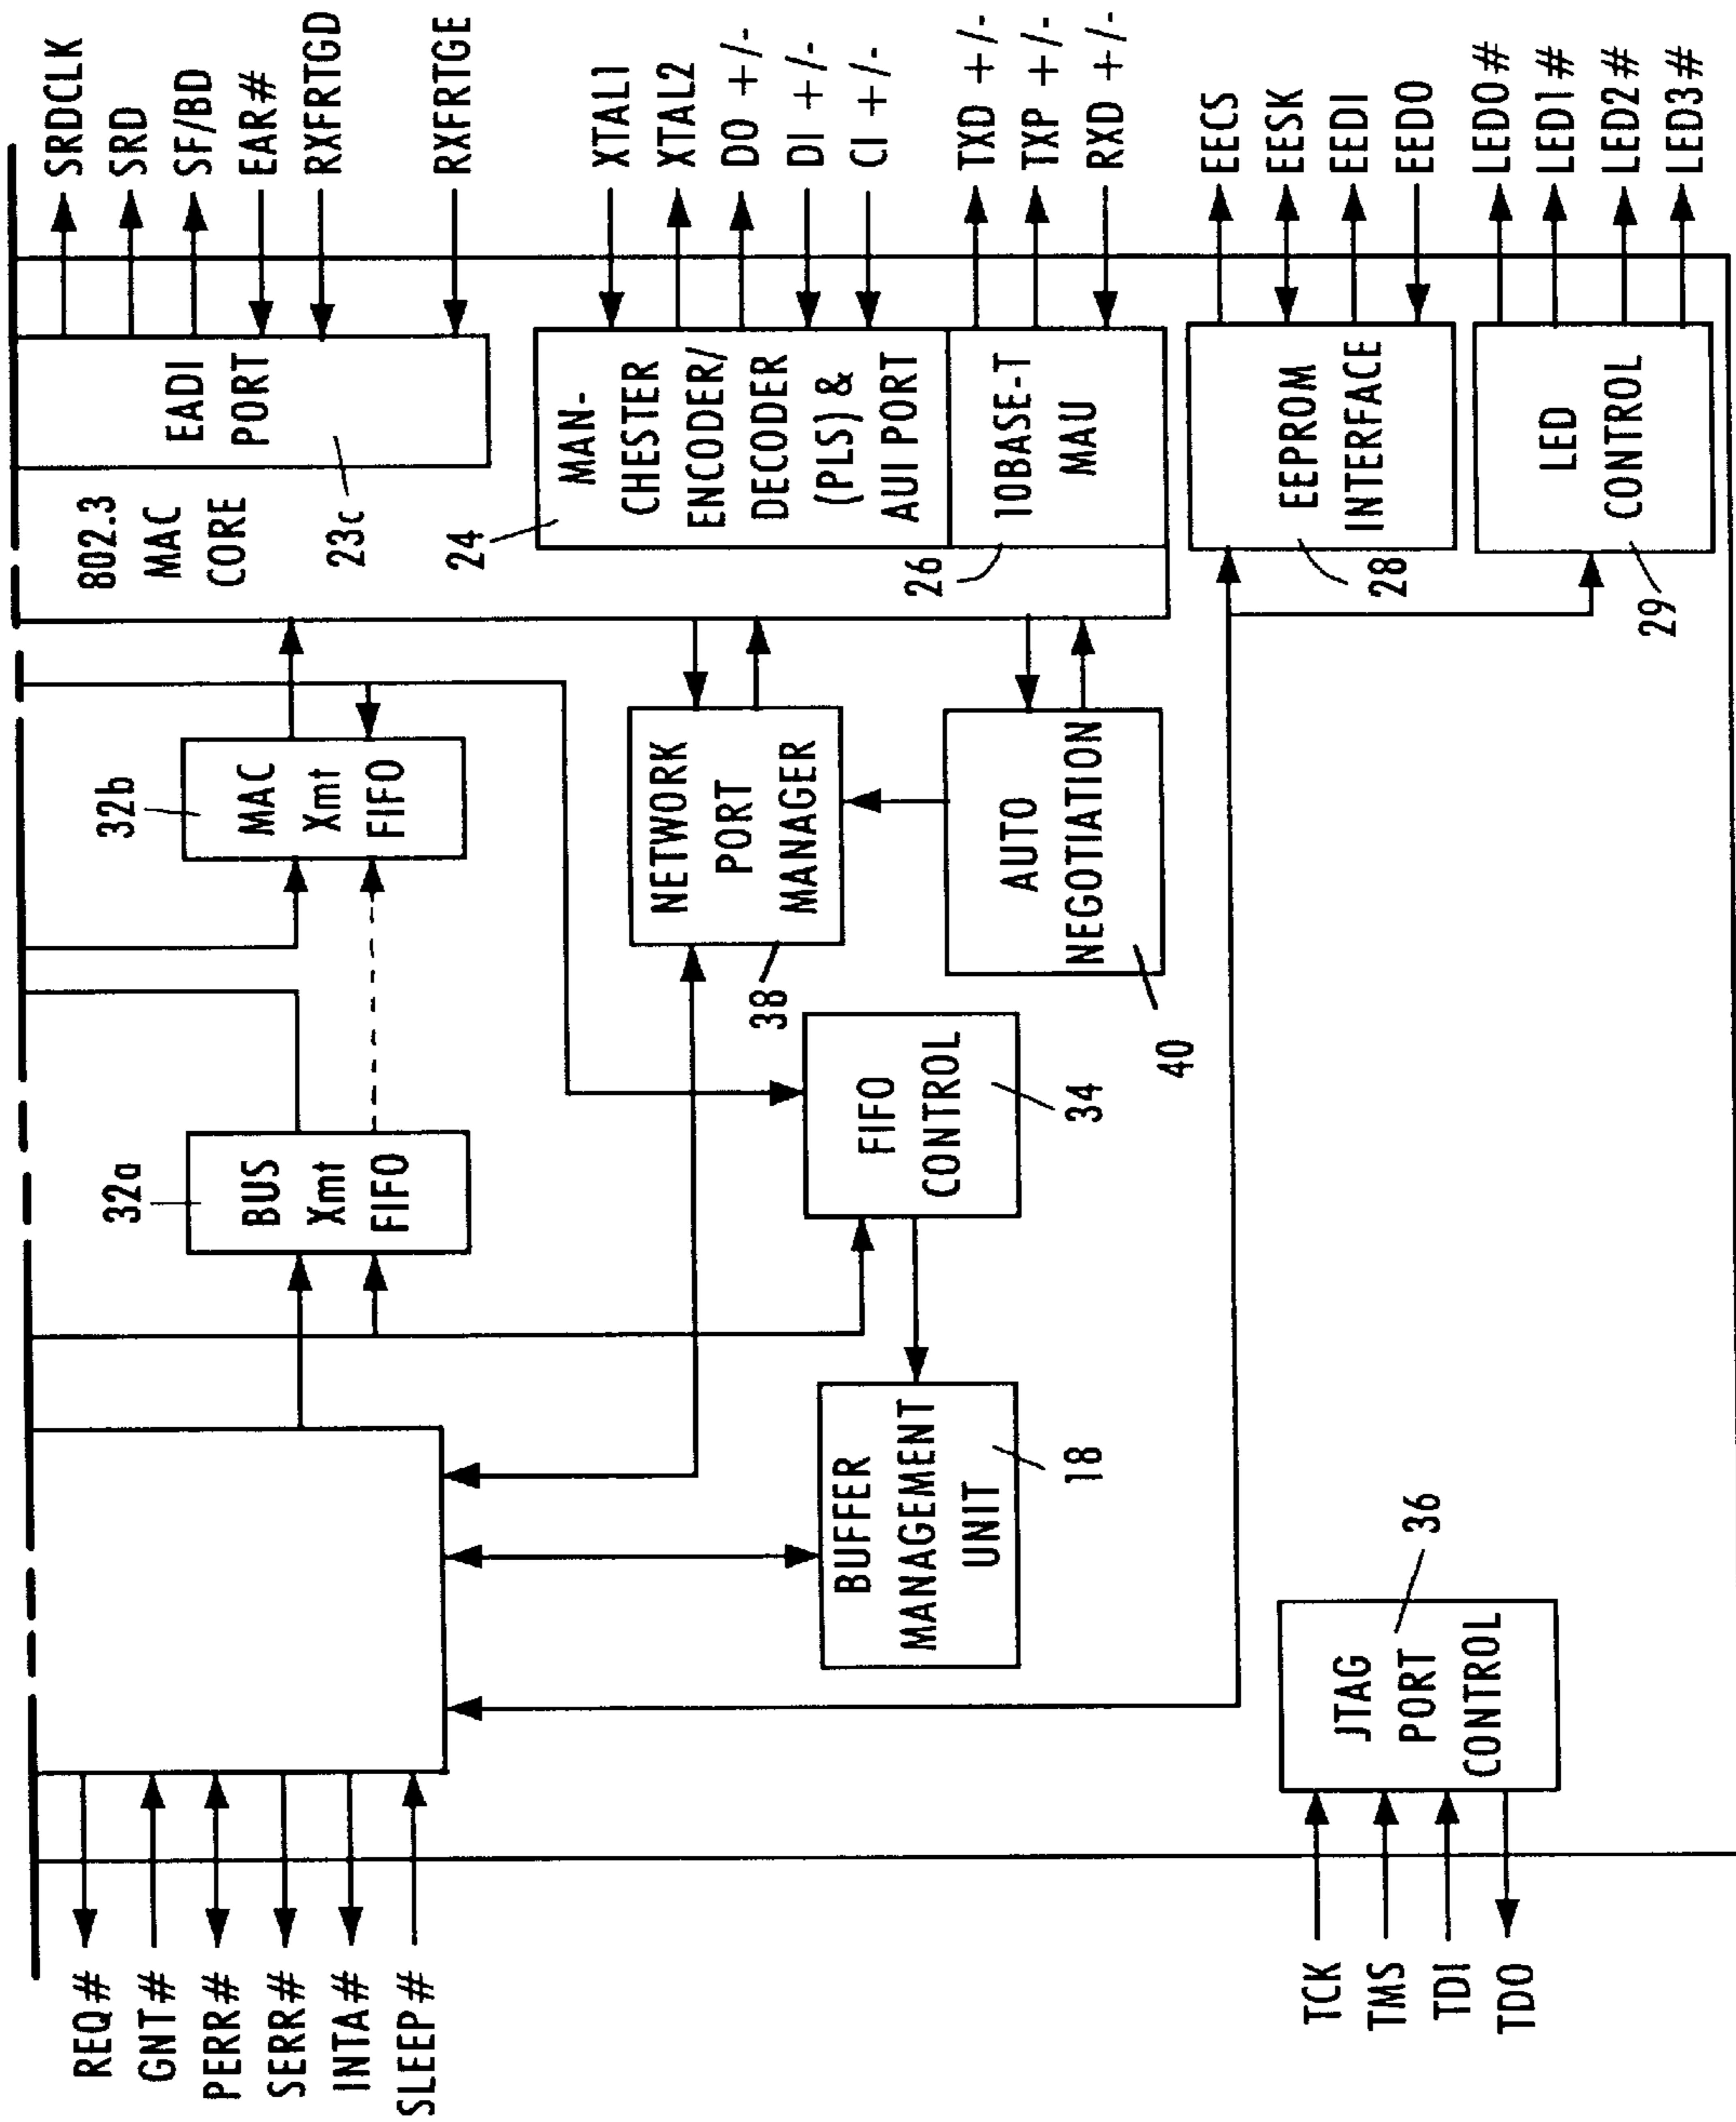 REQ#
GNT#
PERR#
SERR#
INTA#
SLEEP#
TCK
TMS
TDI
TDO
JTAG
PORT
CONTROL
36
BUFFER
MANAGEMENT
UNIT
18
32a
BUS
Xmt
FIFO
FIFO
CONTROL
34
32b
MAC
Xmt
FIFO
NETWORK
PORT
MANAGER
38
AUTO
NEGOTIATION
40
802.3
MAC
CORE
23c
EADI
PORT
24
MAN-
CHESTER
ENCODER/
DECODER
(PLS) &
AUI PORT
26
10BASE-T
MAU
EEPROM
INTERFACE
28
LED
CONTROL
29
SRDCLK
SRD
SF/BD
EAR#
RXFRTGD
RXFRTGE
XTAL1
XTAL2
DO +/-
DI +/-
CI +/-
TXD +/-
TXP +/-
RXD +/-
EECS
EESK
EEDI
EEDO
LED0#
LED1#
LED2#
LED3#